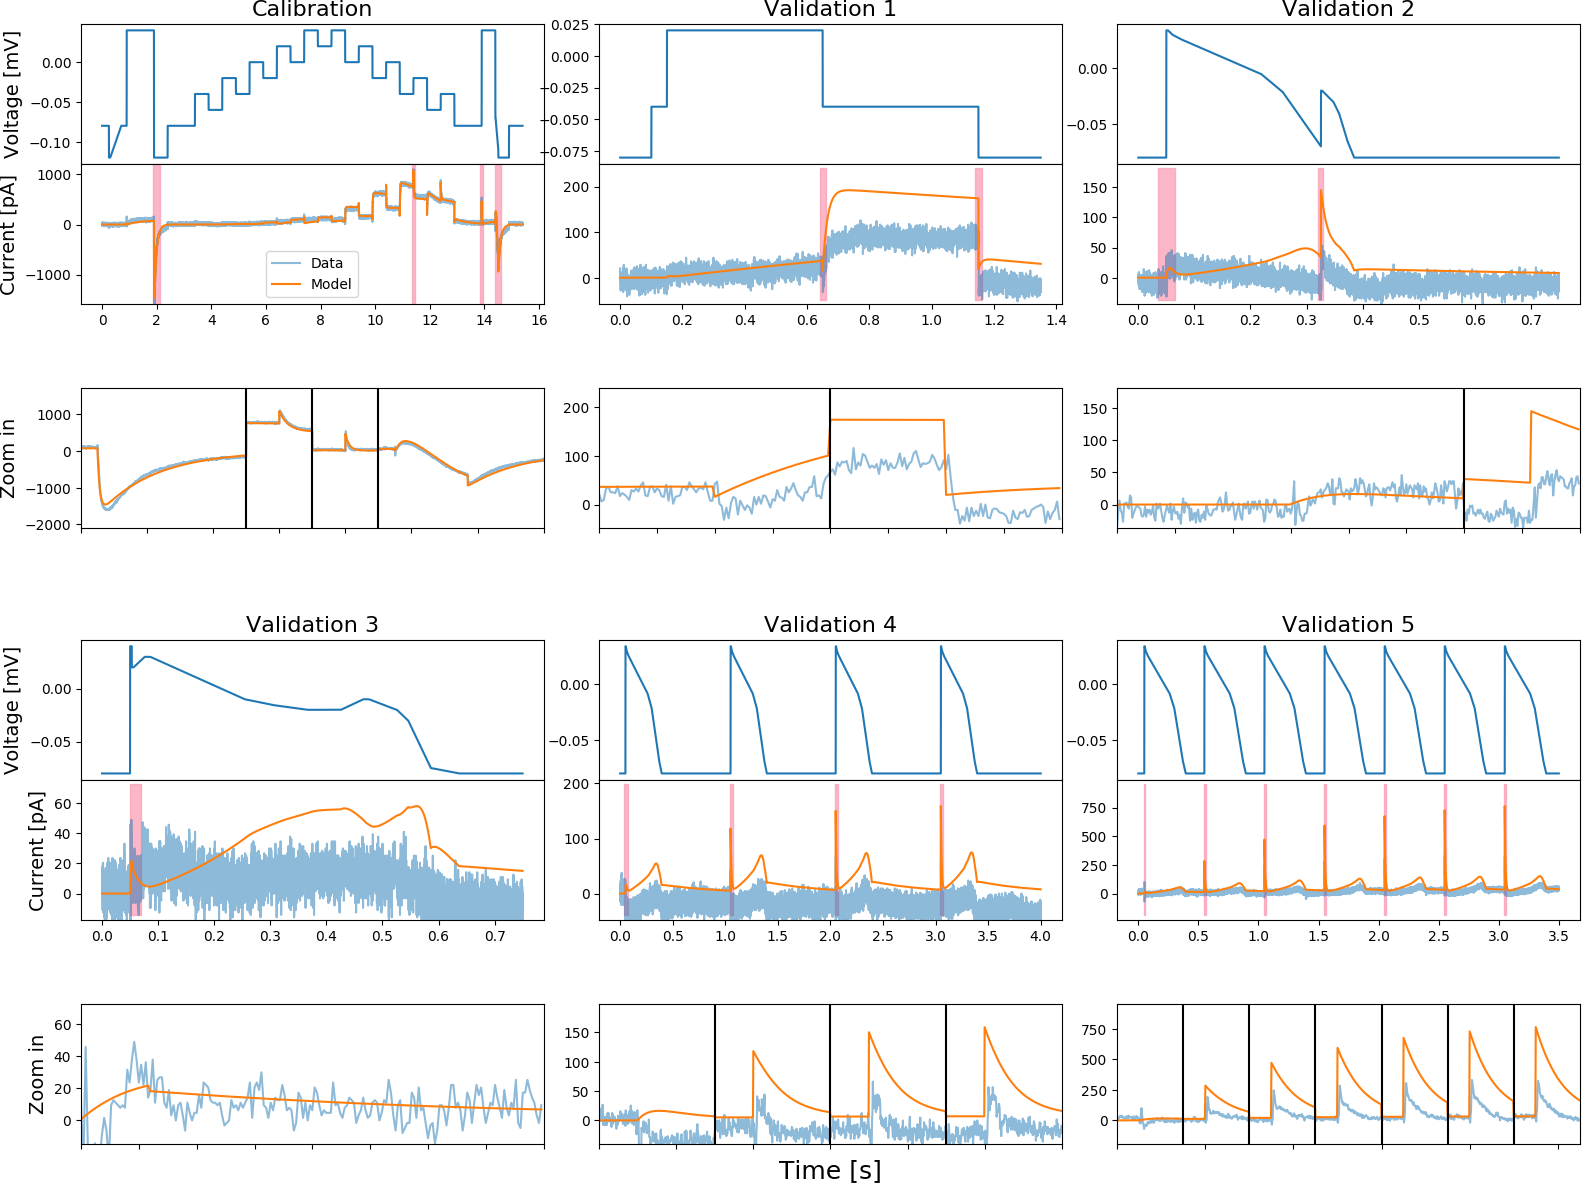 Calibration
Validation 1
Validation 2
Voltage [mV]
0.00
−0.05
−0.10
0.025
0.000
−0.025
−0.050
−0.075
0.00
−0.05
Current [pA]
1000
0
−1000
Data
Model
200
100
0
150
100
50
0
0 2 4 6 8 10 12 14 16
0.0 0.2 0.4 0.6 0.8 1.0 1.2 1.4
0.0 0.1 0.2 0.3 0.4 0.5 0.6 0.7
Zoom in
1000
0
−1000
−2000
200
100
0
150
100
50
0
Validation 3
Validation 4
Validation 5
Voltage [mV]
0.00
−0.05
0.00
−0.05
0.00
−0.05
Current [pA]
60
40
20
0
200
100
0
750
500
250
0
0.0 0.1 0.2 0.3 0.4 0.5 0.6 0.7
0.0 0.5 1.0 1.5 2.0 2.5 3.0 3.5 4.0
0.0 0.5 1.0 1.5 2.0 2.5 3.0 3.5
Zoom in
60
40
20
0
150
100
50
0
750
500
250
0
Time [s]